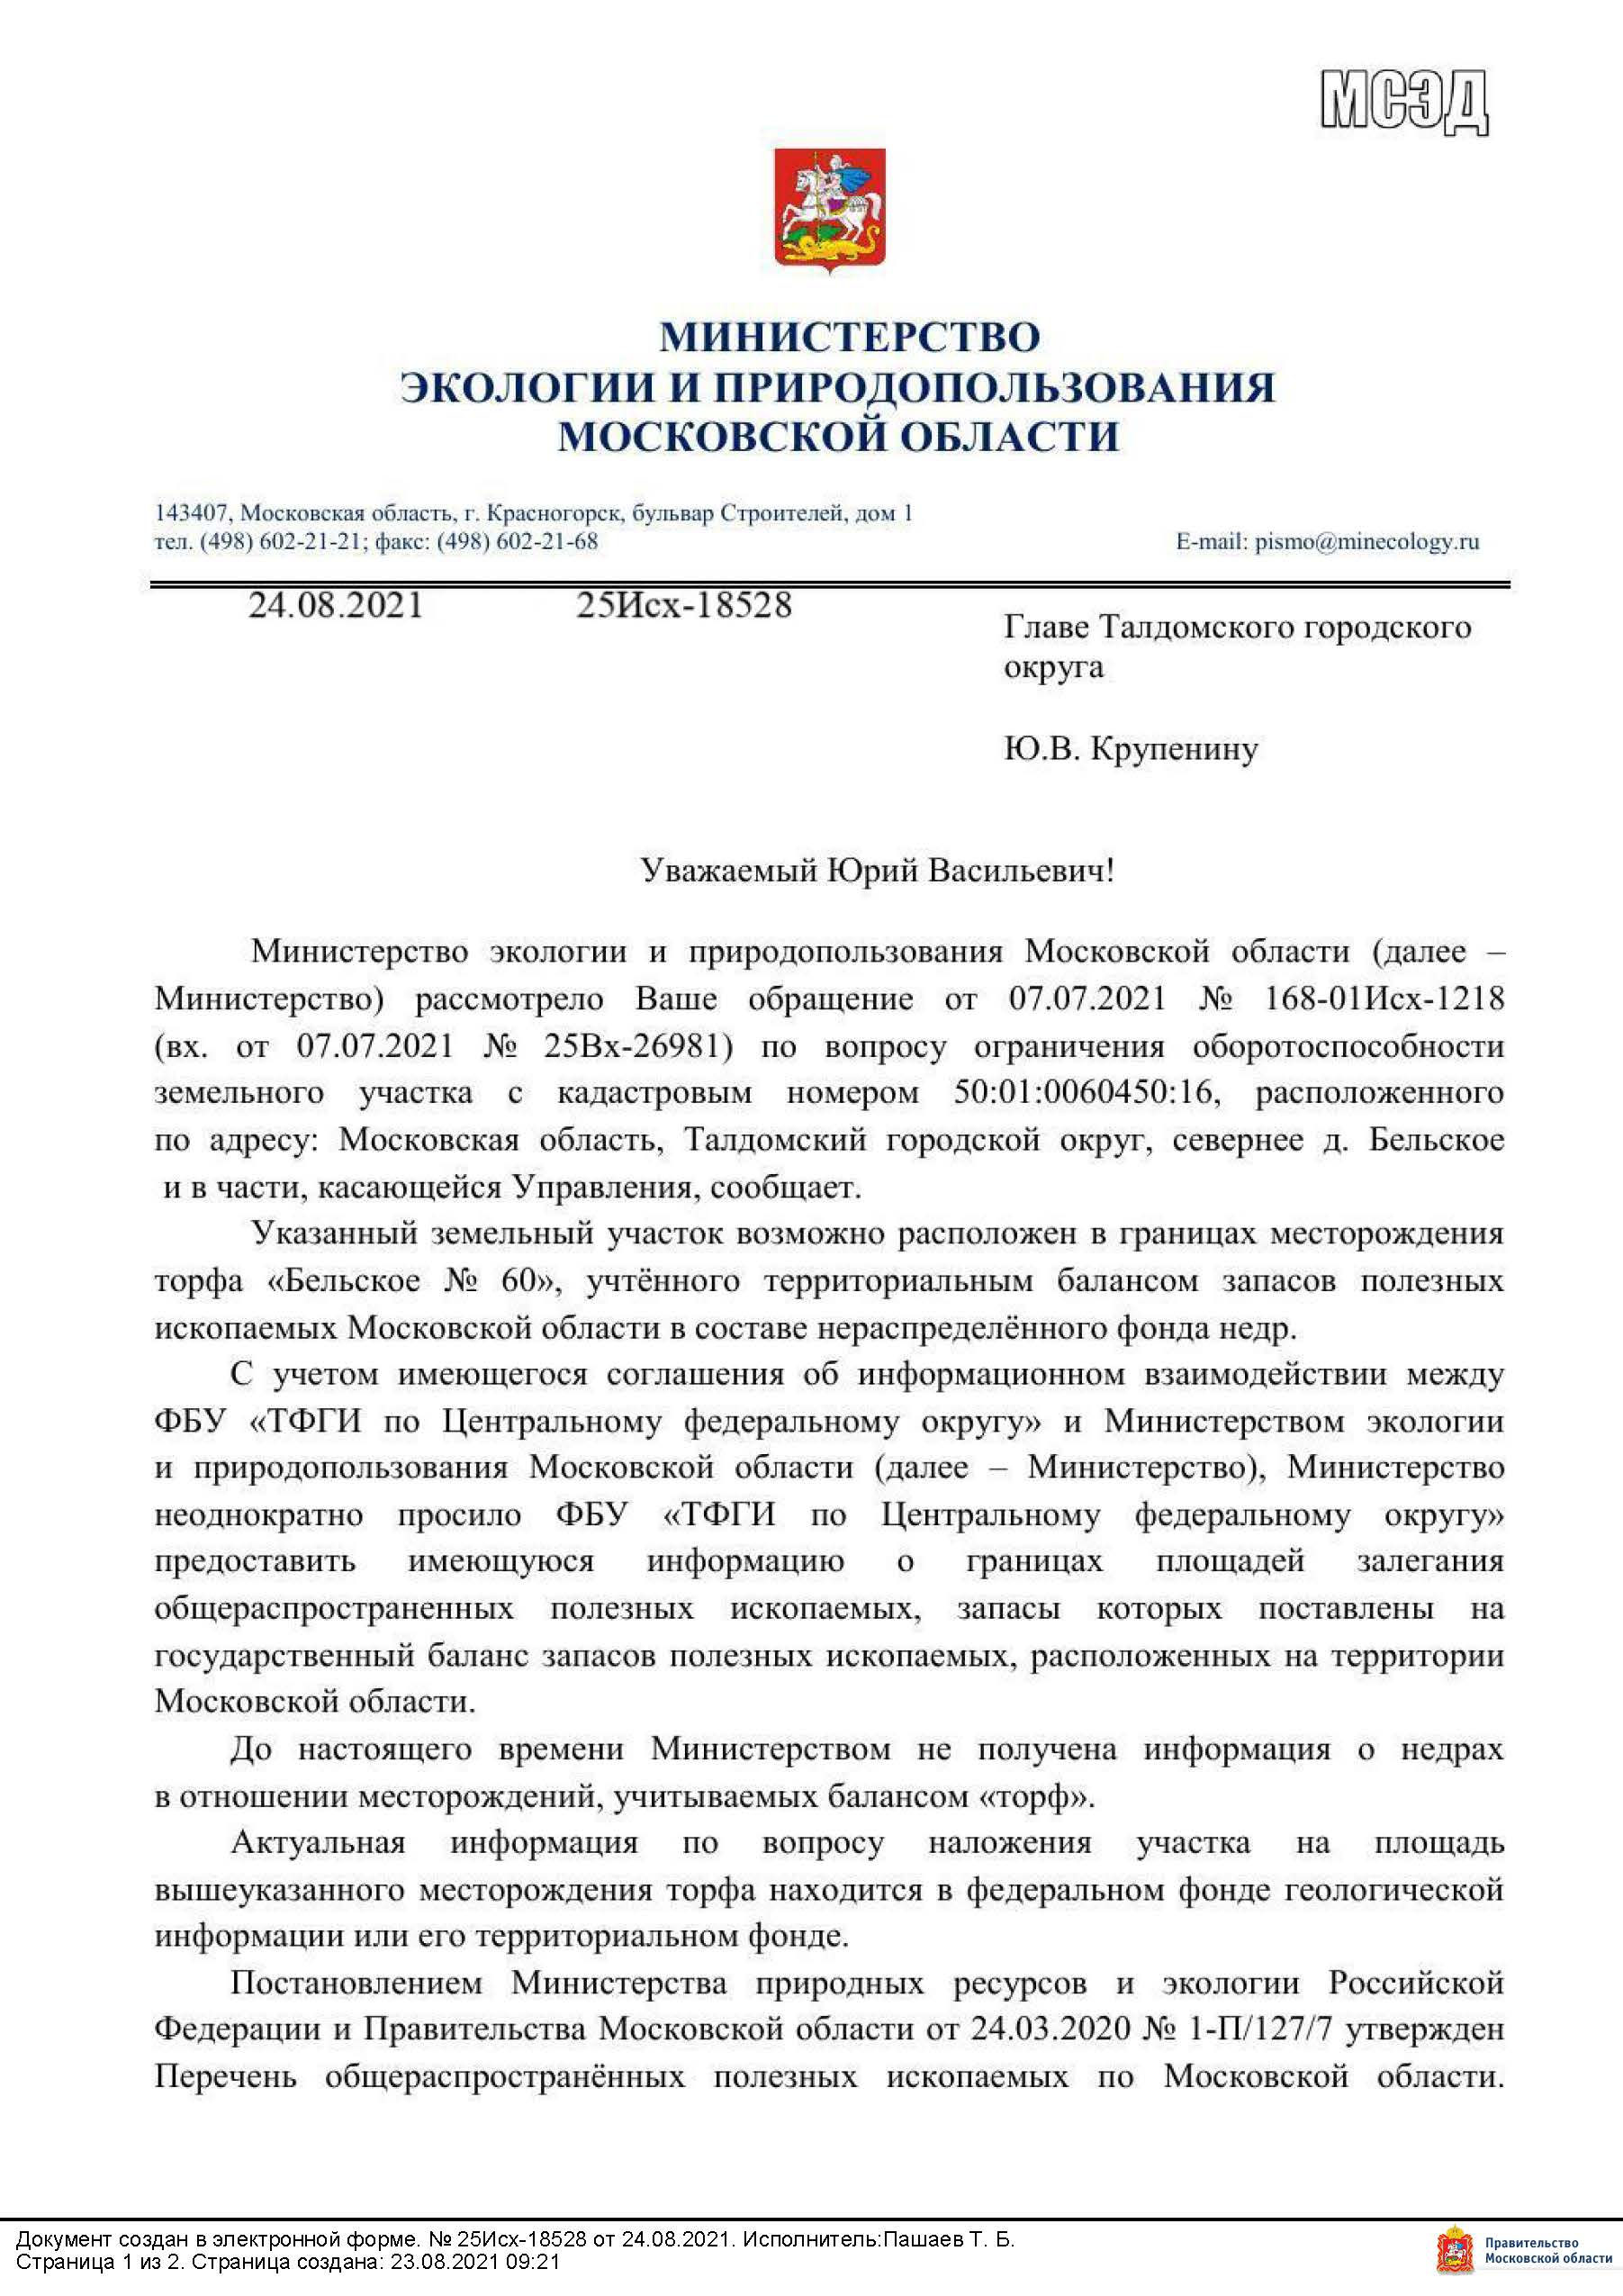 МСЭД
МИНИСТЕРСТВО
ЭКОЛОГИИ И ПРИРОДОПОЛЬЗОВАНИЯ
МОСКОВСКОЙ ОБЛАСТИ
143407, Московская область, г. Красногорск, бульвар Строителей, дом 1
тел. (498) 602-21-21; факс: (498) 602-21-68 E-mail: pismo@minecology.ru
24.08.2021 25Исх-18528
Главе Талдомского городского
округа
Ю.В. Крупенину
Уважаемый Юрий Васильевич!
Министерство экологии и природопользования Московской области (далее –
Министерство) рассмотрело Ваше обращение от 07.07.2021 № 168-01Исх-1218
(вх. от 07.07.2021 № 25Вх-26981) по вопросу ограничения оборотоспособности
земельного участка с кадастровым номером 50:01:0060450:16, расположенного
по адресу: Московская область, Талдомский городской округ, севернее д. Бельское
и в части, касающейся Управления, сообщает.
Указанный земельный участок возможно расположен в границах месторождения
торфа «Бельское № 60», учтённого территориальным балансом запасов полезных
ископаемых Московской области в составе нераспределённого фонда недр.
С учетом имеющегося соглашения об информационном взаимодействии между
ФБУ «ТФГИ по Центральному федеральному округу» и Министерством экологии
и природопользования Московской области (далее – Министерство), Министерство
неоднократно просило ФБУ «ТФГИ по Центральному федеральному округу»
предоставить имеющуюся информацию о границах площадей залегания
общераспространенных полезных ископаемых, запасы которых поставлены на
государственный баланс запасов полезных ископаемых, расположенных на территории
Московской области.
До настоящего времени Министерством не получена информация о недрах
в отношении месторождений, учитываемых балансом «торф».
Актуальная информация по вопросу наложения участка на площадь
вышеуказанного месторождения торфа находится в федеральном фонде геологической
информации или его территориальном фонде.
Постановлением Министерства природных ресурсов и экологии Российской
Федерации и Правительства Московской области от 24.03.2020 № 1-П/127/7 утвержден
Перечень общераспространённых полезных ископаемых по Московской области.
Документ создан в электронной форме. № 25Исх-18528 от 24.08.2021. Исполнитель:Пашаев Т. Б.
Страница 1 из 2. Страница создана: 23.08.2021 09:21
Правительство
Московской области